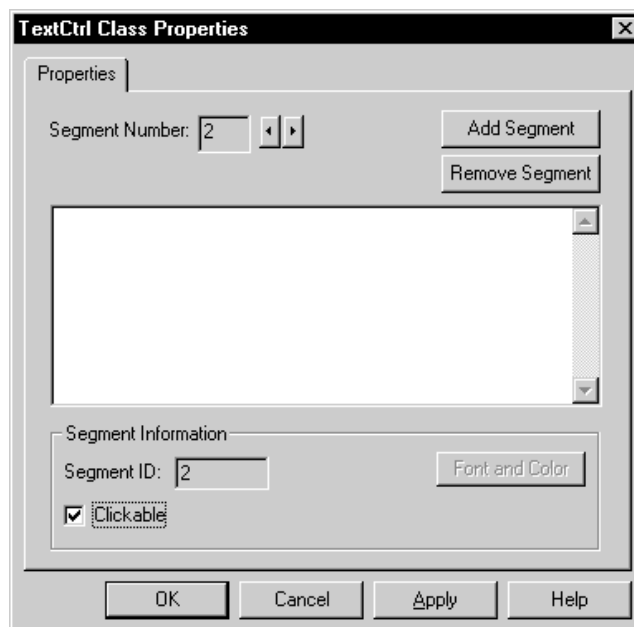 TextCtrl Class Properties
Properties
Segment Number: 2
Add Segment
Remove Segment
Segment Information
Segment ID: 2
Font and Color
Clickable
OK Cancel Apply Help